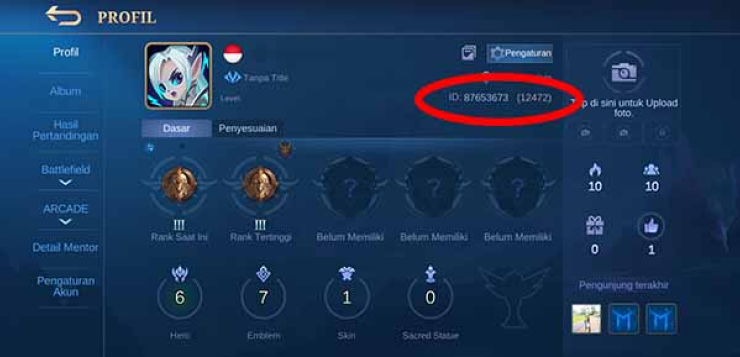 PROFIL
Profil
Album
Hasil
Pertandingan
Battlefield
ARCADE
Detail Mentor
Pengaturan
Akun
Tanpa Title
Level:
Pengaturan
ID: 87653673 (12472)
di sini untuk Upload
foto.
Dasar
Penyesuaian
III
III
Rank Saat Ini
Rank Tertinggi
Belum Memiliki
Belum Memiliki
Belum Memiliki
6
7
1
0
Hero
Emblem
Skin
Sacred Statue
10
10
0
1
Pengunjung terakhir